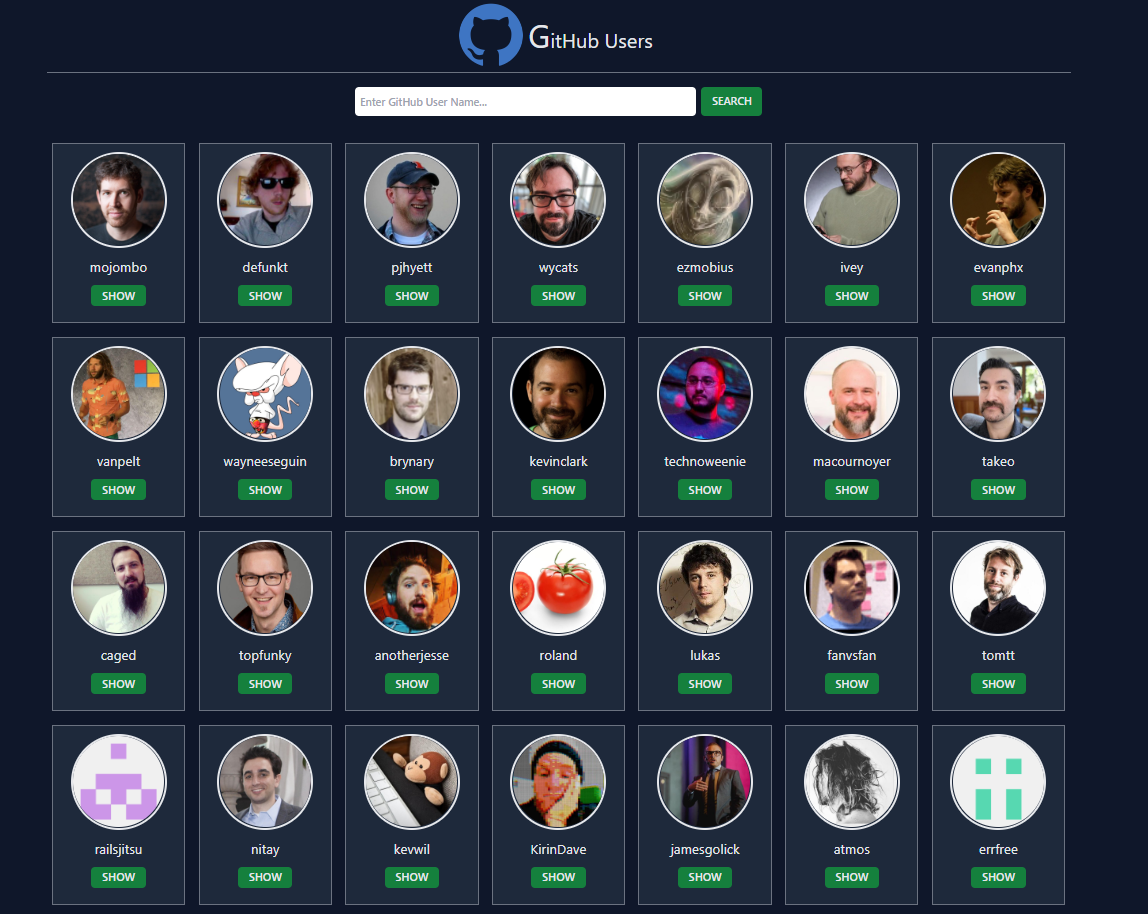 GitHub Users
Enter GitHub User Name... SEARCH
mojombo defunkt pjhyett wycats ezmobius ivey evanphx
SHOW SHOW SHOW SHOW SHOW SHOW SHOW
vanpelt wayneeseguin brynary kevinclark technoweenie macournoyer takeo
SHOW SHOW SHOW SHOW SHOW SHOW SHOW
caged topfunky anotherjesse roland lukas fanvsfan tomtt
SHOW SHOW SHOW SHOW SHOW SHOW SHOW
railsjitsu nitay kevwil KirinDave jamesgolick atmos errfree
SHOW SHOW SHOW SHOW SHOW SHOW SHOW